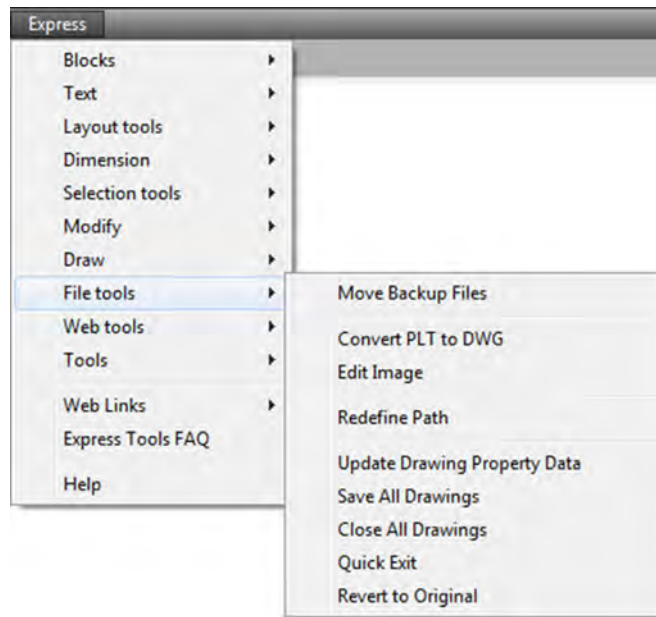 Express
Blocks
Text
Layout tools
Dimension
Selection tools
Modify
Draw
File tools
Web tools
Tools
Web Links
Express Tools FAQ
Help
Move Backup Files
Convert PLT to DWG
Edit Image
Redefine Path
Update Drawing Property Data
Save All Drawings
Close All Drawings
Quick Exit
Revert to Original